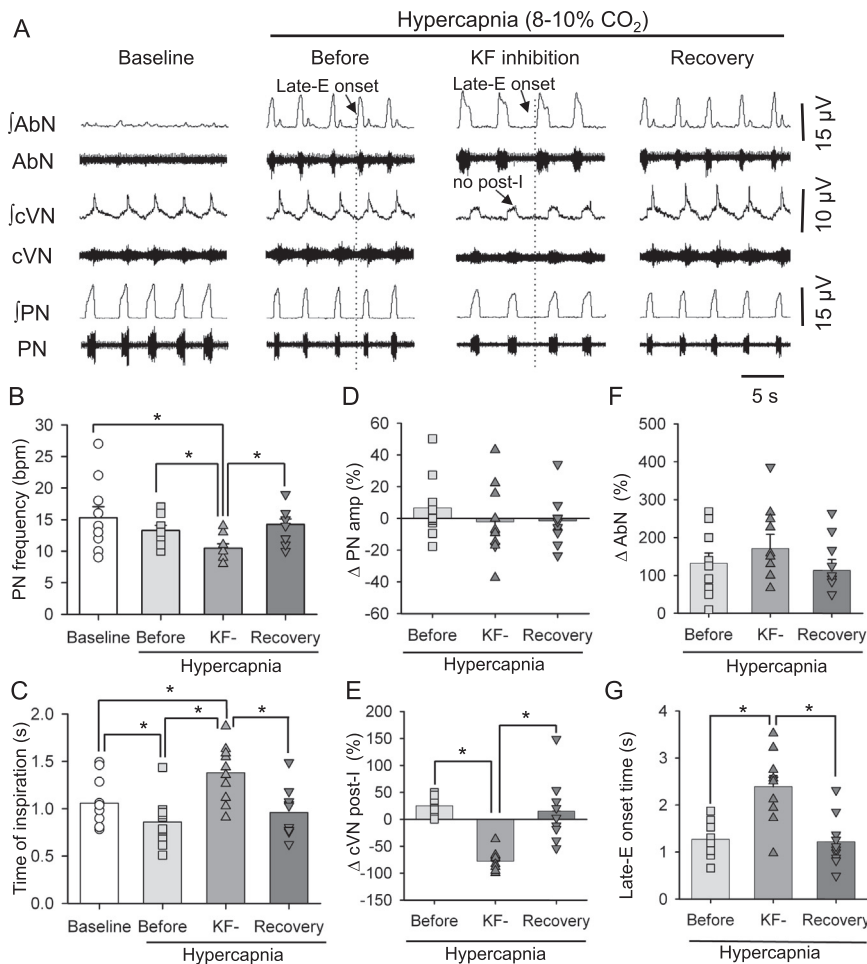 A
Hypercapnia (8-10% CO₂)
Baseline
Before
KF inhibition
Recovery
Late-E onset
Late-E onset
∫AbN
15 µV
AbN
no post-I
∫cVN
10 µV
cVN
∫PN
15 µV
PN
5 s
B
PN frequency (bpm)
30
25
20
15
10
5
0
*
*
*
Baseline
Before
KF-
Recovery
Hypercapnia
D
Δ PN amp (%)
60
40
20
0
-20
-40
-60
Before
KF-
Recovery
Hypercapnia
F
Δ AbN (%)
500
400
300
200
100
0
Before
KF-
Recovery
Hypercapnia
C
Time of inspiration (s)
2.0
1.5
1.0
0.5
0.0
*
*
*
*
Baseline
Before
KF-
Recovery
Hypercapnia
E
Δ cVN post-I (%)
200
150
100
50
0
-50
-100
-150
*
*
Before
KF-
Recovery
Hypercapnia
G
Late-E onset time (s)
4
3
2
1
0
*
*
Before
KF-
Recovery
Hypercapnia